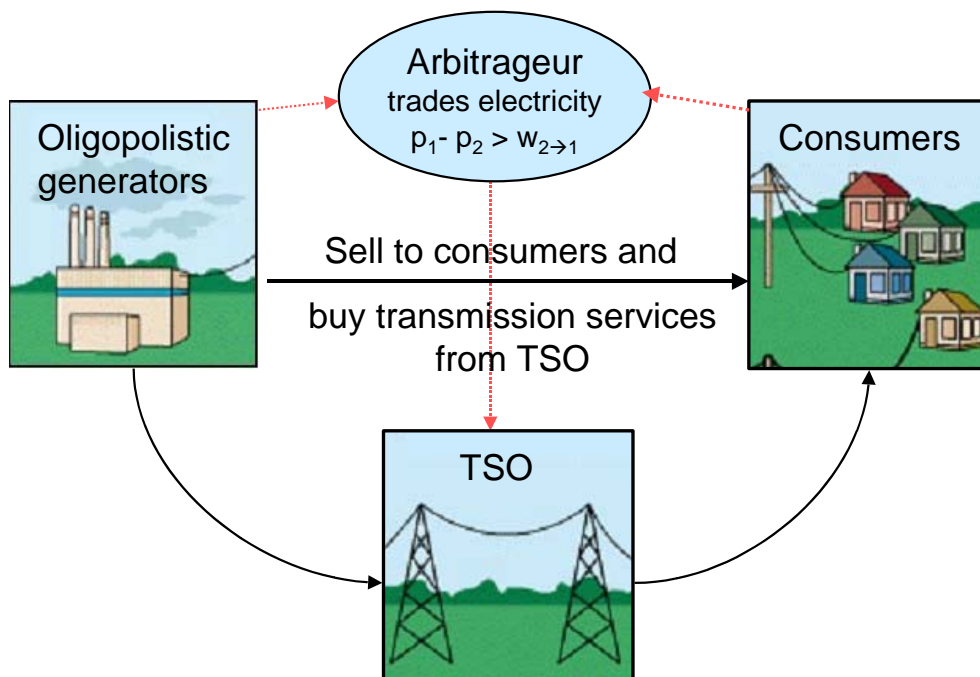 Arbitrageur
trades electricity
p₁- p₂ > w₂→₁
Oligopolistic
generators
Consumers
Sell to consumers and
buy transmission services
from TSO
TSO